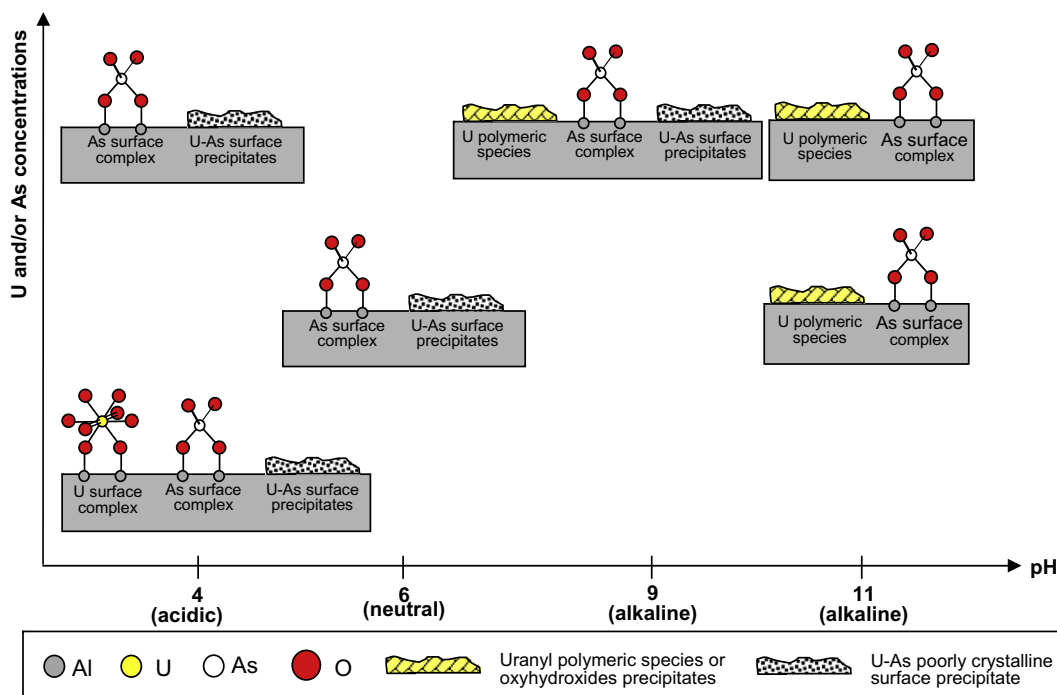 U and/or As concentrations
As surface
complex
U-As surface
precipitates
U polymeric
species
As surface
complex
U-As surface
precipitates
U polymeric
species
As surface
complex
As surface
complex
U-As surface
precipitates
U polymeric
species
As surface
complex
U surface
complex
As surface
complex
U-As surface
precipitates
pH
4
(acidic)
6
(neutral)
9
(alkaline)
11
(alkaline)
Al
U
As
O
Uranyl polymeric species or
oxyhydroxides precipitates
U-As poorly crystalline
surface precipitate